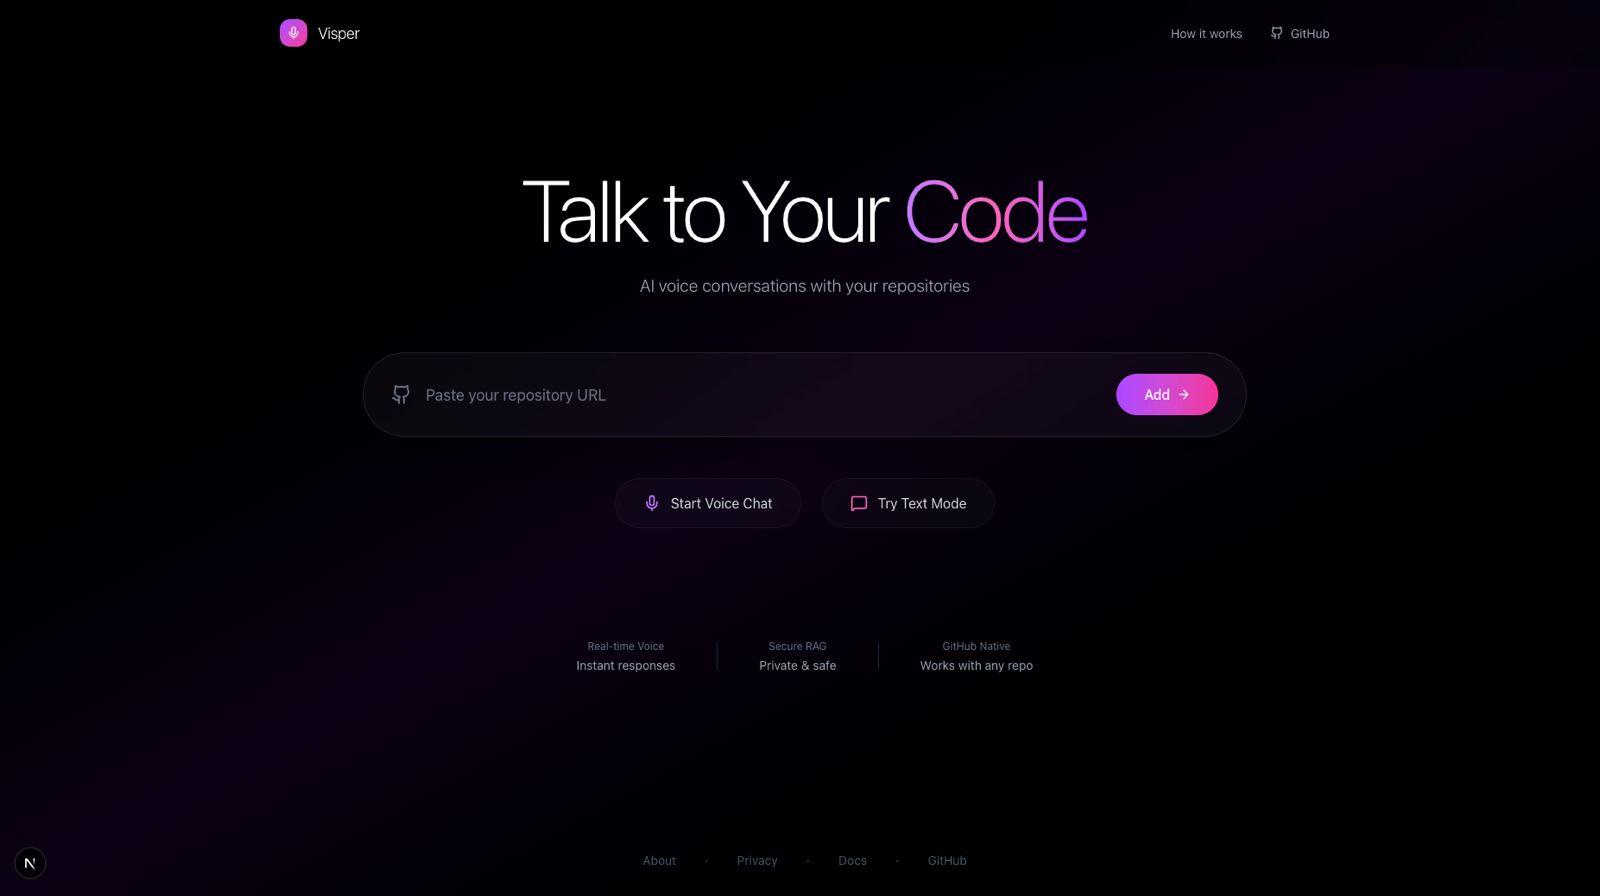 Visper
How it works
GitHub
Talk to Your Code
AI voice conversations with your repositories
Paste your repository URL
Add
Start Voice Chat
Try Text Mode
Real-time Voice
Instant responses
Secure RAG
Private & safe
GitHub Native
Works with any repo
N
About • Privacy • Docs • GitHub